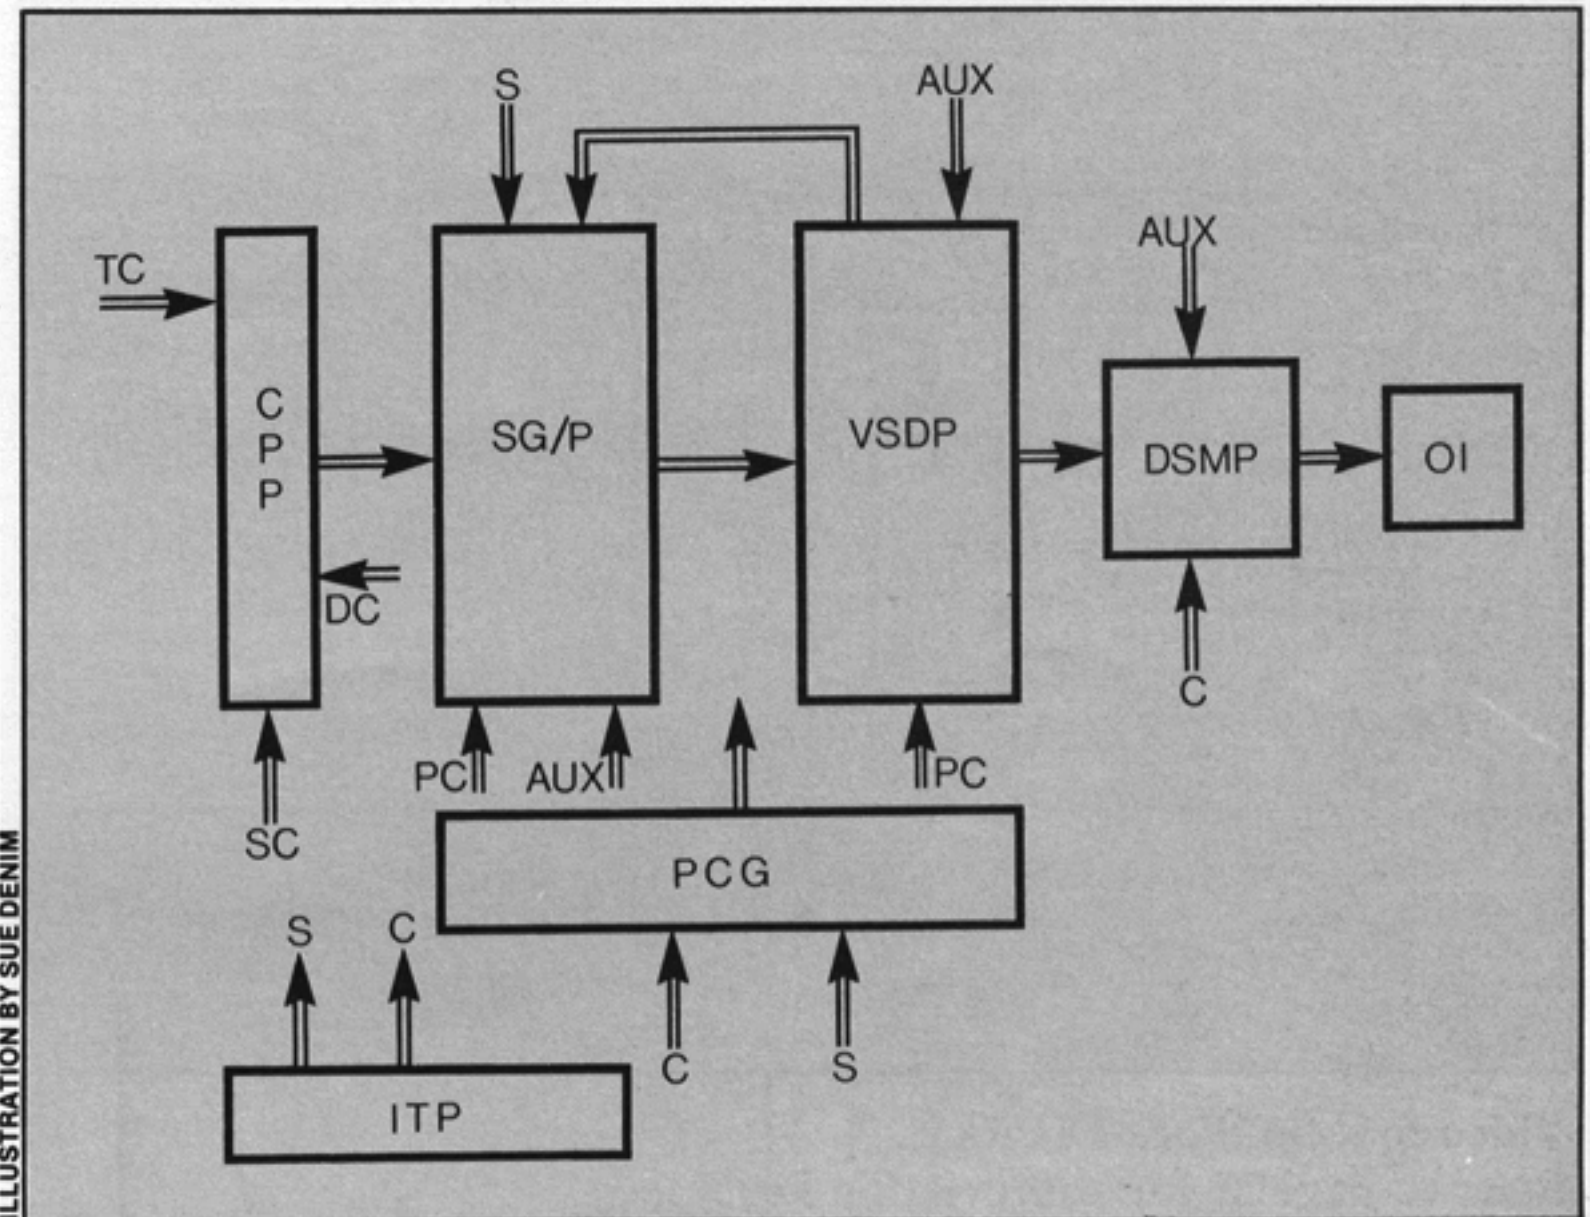 S
AUX
AUX
TC
C
P
P
SG/P
VSDP
DSMP
OI
DC
C
PC
AUX
PC
SC
PCG
S
C
C
S
ITP
ILLUSTRATION BY SUE DENIM